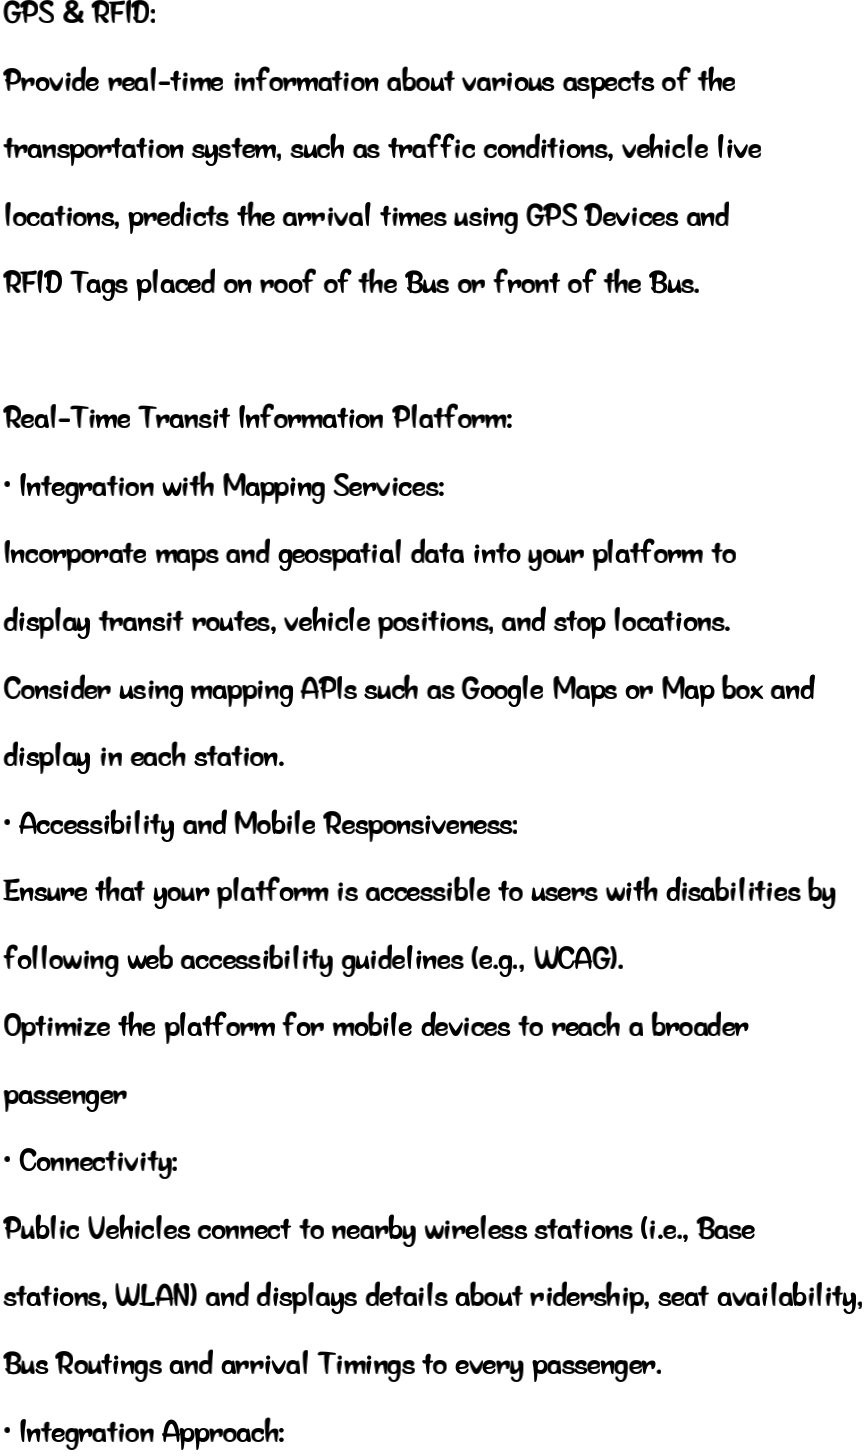 GPS & RFID:
Provide real-time information about various aspects of the
transportation system, such as traffic conditions, vehicle live
locations, predicts the arrival times using GPS Devices and
RFID Tags placed on roof of the Bus or front of the Bus.
Real-Time Transit Information Platform:
• Integration with Mapping Services:
Incorporate maps and geospatial data into your platform to
display transit routes, vehicle positions, and stop locations.
Consider using mapping APIs such as Google Maps or Map box and
display in each station.
• Accessibility and Mobile Responsiveness:
Ensure that your platform is accessible to users with disabilities by
following web accessibility guidelines (e.g., WCAG).
Optimize the platform for mobile devices to reach a broader
passenger
• Connectivity:
Public Vehicles connect to nearby wireless stations (i.e., Base
stations, WLAN) and displays details about ridership, seat availability,
Bus Routings and arrival Timings to every passenger.
• Integration Approach: